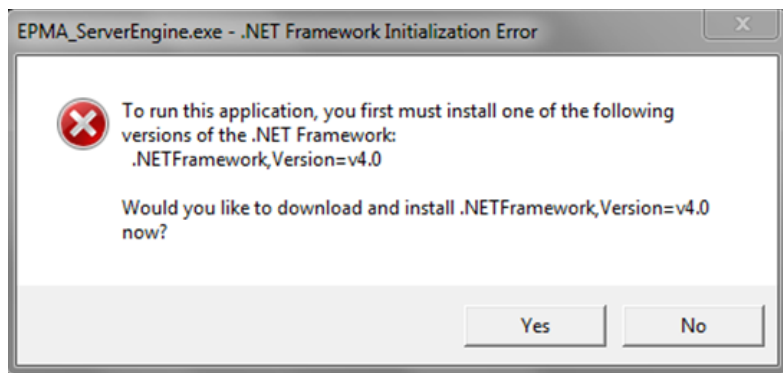 EPMA_ServerEngine.exe - .NET Framework Initialization Error
To run this application, you first must install one of the following
versions of the .NET Framework:
.NETFramework,Version=v4.0
Would you like to download and install .NETFramework,Version=v4.0
now?
Yes No